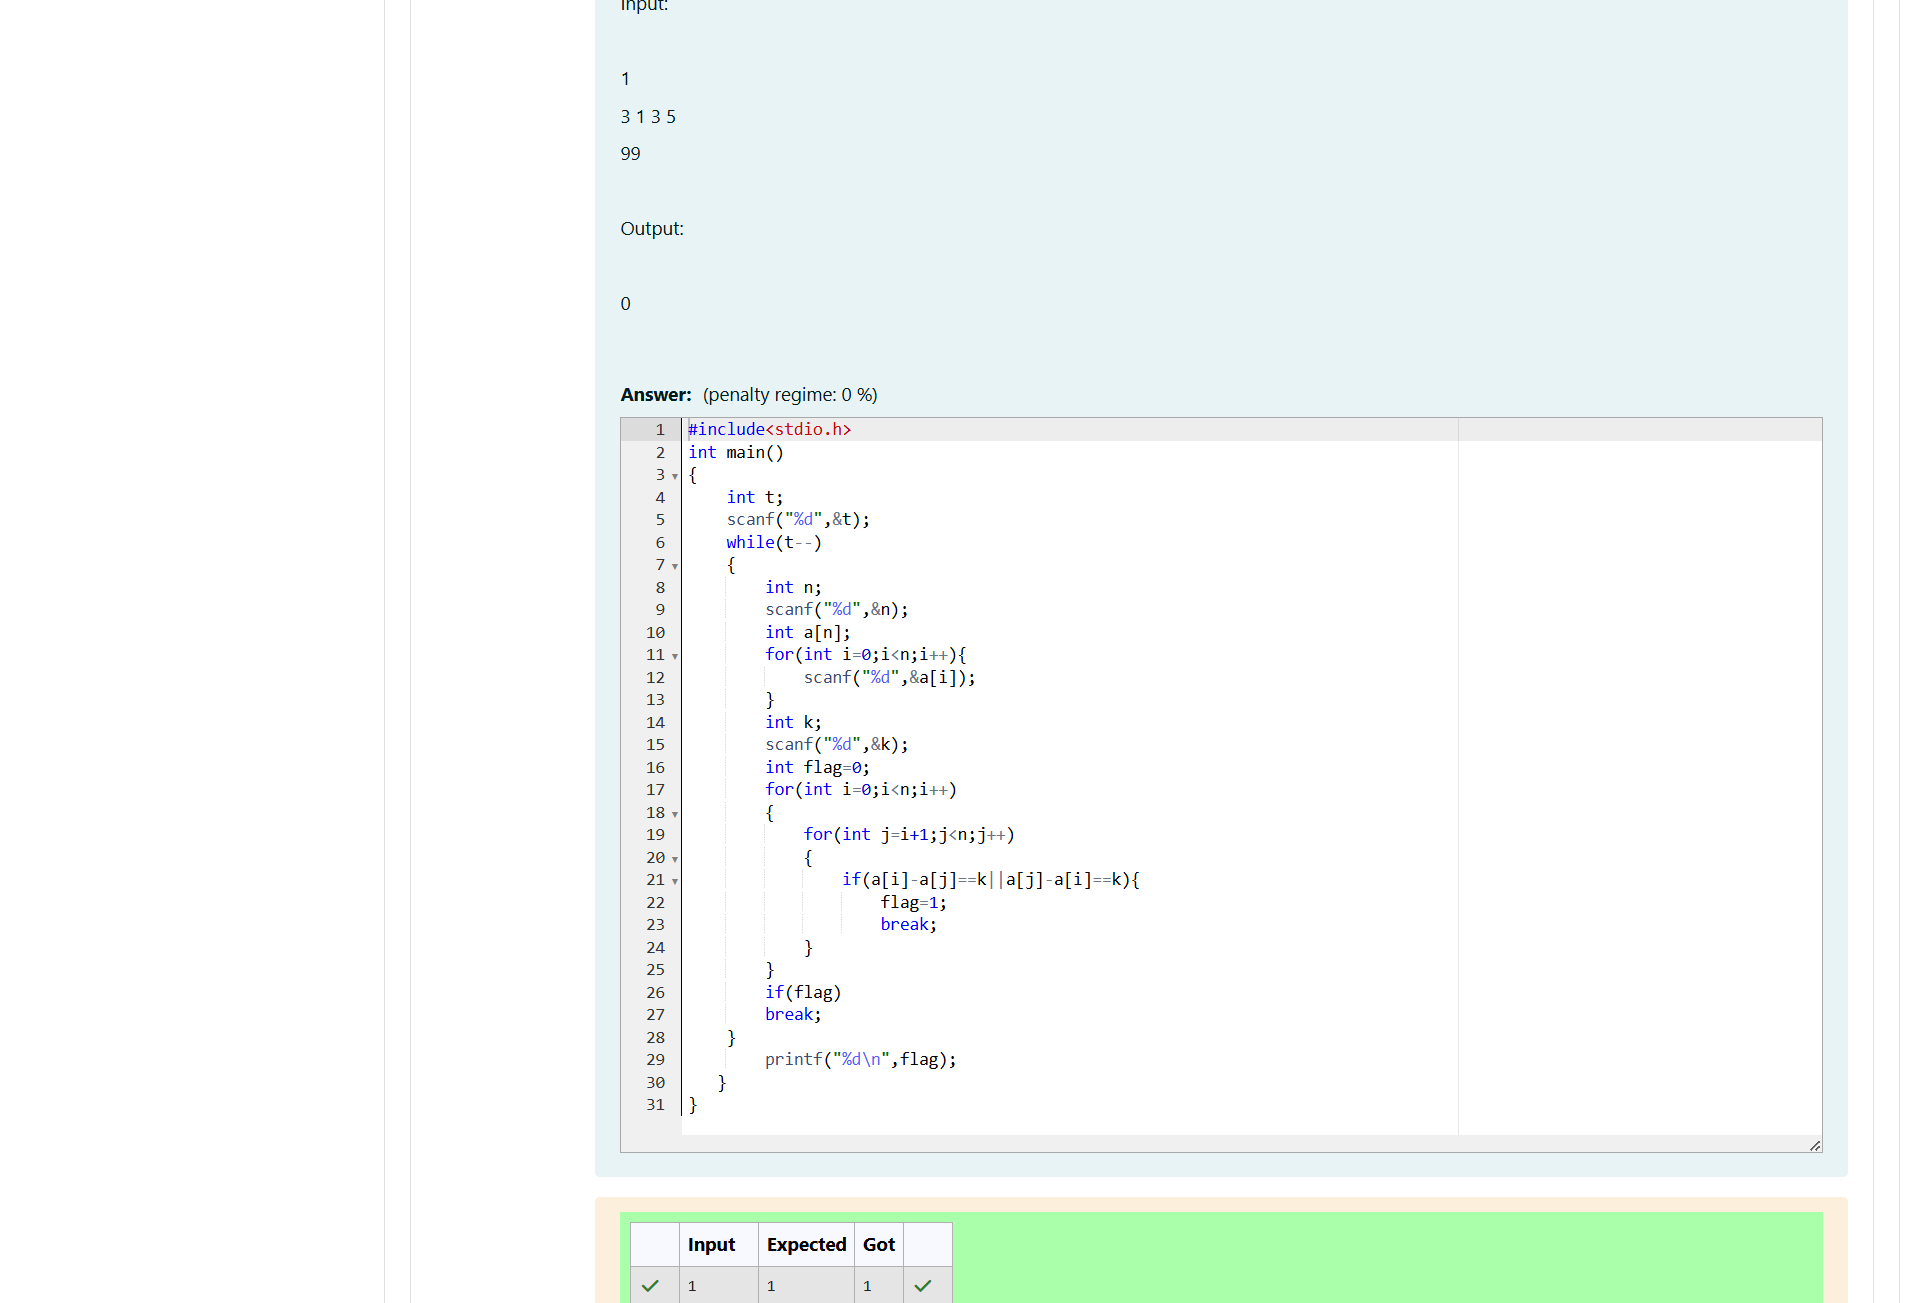 Input:
1
3 1 3 5
99
Output:
0
Answer: (penalty regime: 0 %)
1 #include<stdio.h>
2 int main()
3 {
4     int t;
5     scanf("%d",&t);
6     while(t--)
7     {
8         int n;
9         scanf("%d",&n);
10         int a[n];
11         for(int i=0;i<n;i++){
12             scanf("%d",&a[i]);
13         }
14         int k;
15         scanf("%d",&k);
16         int flag=0;
17         for(int i=0;i<n;i++)
18         {
19             for(int j=i+1;j<n;j++)
20             {
21                 if(a[i]-a[j]==k||a[j]-a[i]==k){
22                     flag=1;
23                     break;
24             }
25         }
26         if(flag)
27         break;
28     }
29         printf("%d\n",flag);
30    }
31 }
Input Expected Got
1 1 1